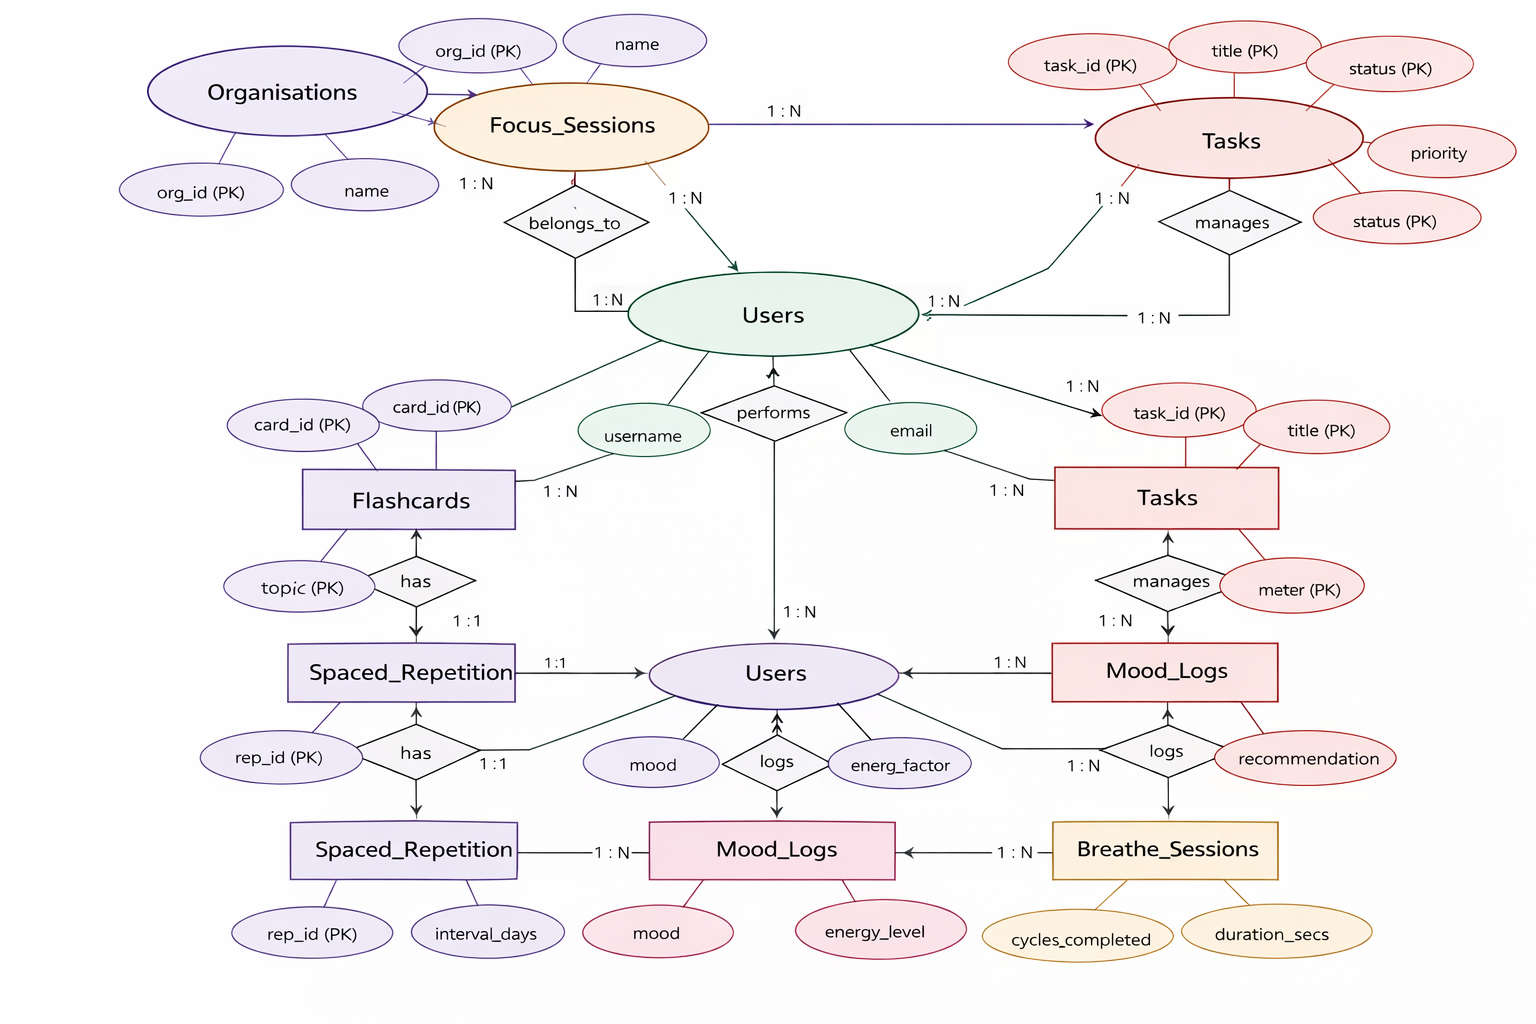 org_id (PK)
name
task_id (PK)
title (PK)
status (PK)
Organisations
Focus_Sessions
1 : N
Tasks
priority
org_id (PK)
name
1 : N
belongs_to
1 : N
1 : N
manages
status (PK)
1 : N
Users
1 : N
1 : N
card_id (PK)
card_id (PK)
username
performs
email
1 : N
task_id (PK)
title (PK)
Flashcards
1 : N
1 : N
Tasks
topic (PK)
has
manages
meter (PK)
1 :1
1 : N
1 : N
Spaced_Repetition
1:1
Users
1 : N
Mood_Logs
rep_id (PK)
has
1 :1
mood
logs
energ_factor
1 : N
logs
recommendation
Spaced_Repetition
1 : N
Mood_Logs
1 : N
Breathe_Sessions
rep_id (PK)
interval_days
mood
energy_level
cycles_completed
duration_secs